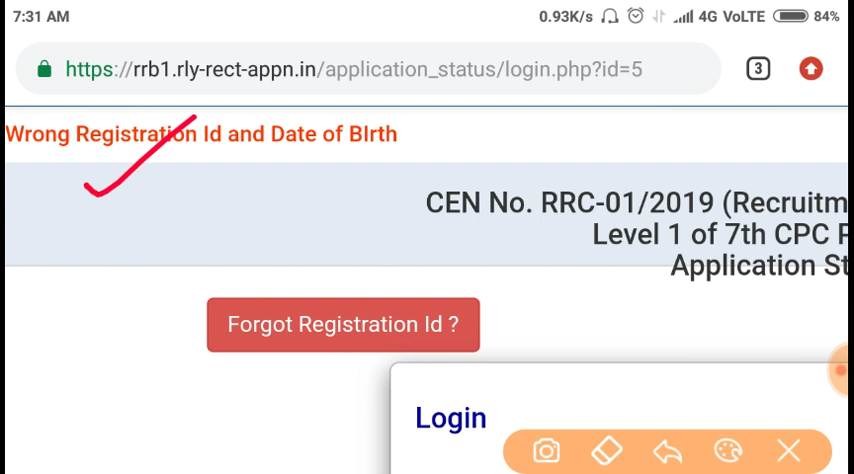 7:31 AM 0.93K/s 4G VoLTE 84%
https://rrb1.rly-rect-appn.in/application_status/login.php?id=5 3
Wrong Registration Id and Date of BIrth
CEN No. RRC-01/2019 (Recruitm
Level 1 of 7th CPC P
Application St
Forgot Registration Id ?
Login